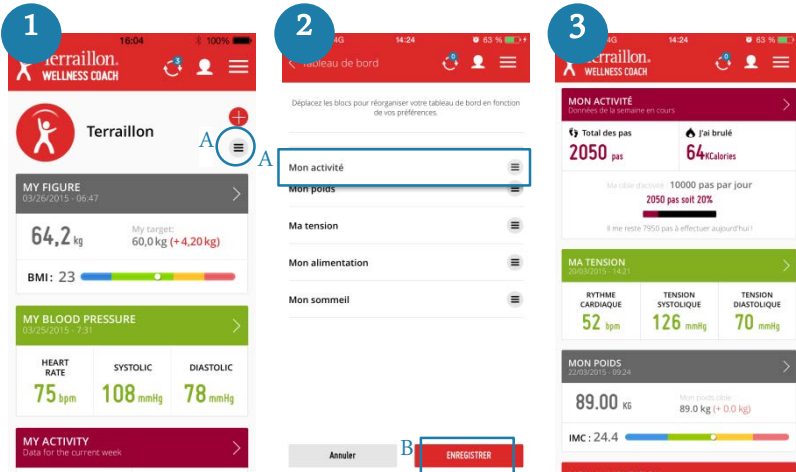 1
16:04
100%
Terraillon.
WELLNESS COACH
3
Terraillon
A
MY FIGURE
03/26/2015 - 06:47
64,2 kg
My target:
60,0 kg (+4,20 kg)
BMI: 23
MY BLOOD PRESSURE
03/25/2015 - 7:31
HEART RATE
75 bpm
SYSTOLIC
108 mmHg
DIASTOLIC
78 mmHg
MY ACTIVITY
Data for the current week
2
4G
14:24
63 %
Tableau de bord
0
Déplacez les blocs pour réorganiser votre tableau de bord en fonction
de vos préférences.
A
Mon activité
Mon poids
Ma tension
Mon alimentation
Mon sommeil
Annuler
B
ENREGISTRER
3
4G
14:24
63 %
Terraillon.
WELLNESS COACH
0
MON ACTIVITÉ
Données de la semaine en cours
Total des pas
2050 pas
J'ai brulé
64 KCalories
Ma cible d'activité : 10000 pas par jour
2050 pas soit 20%
Il me reste 7950 pas à effectuer aujourd'hui !
MA TENSION
20/03/2015 - 14:21
RYTHME
CARDIAQUE
52 bpm
TENSION
SYSTOLIQUE
126 mmHg
TENSION
DIASTOLIQUE
70 mmHg
MON POIDS
22/03/2015 - 09:24
89.00 KG
Mon poids cible
89.0 kg (+ 0.0 kg)
IMC : 24.4